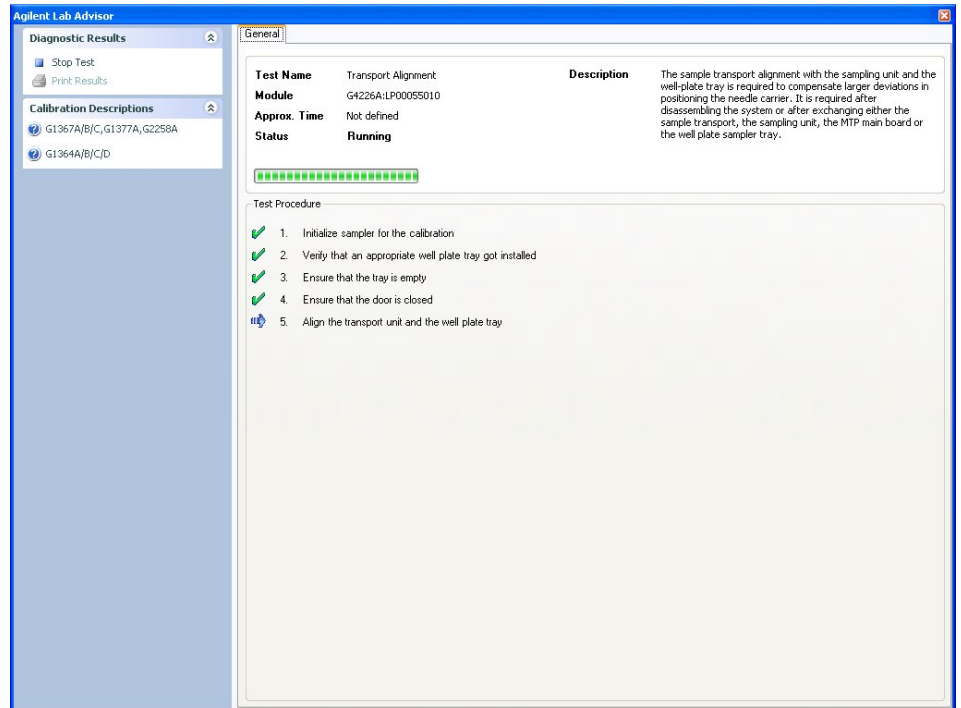 Agilent Lab Advisor
Diagnostic Results
Stop Test
Print Results
Calibration Descriptions
G1367A/B/C,G1377A,G2258A
G1364A/B/C/D
General
Test Name Transport Alignment
Module G4226A:LP00055010
Approx. Time Not defined
Status Running
Description The sample transport alignment with the sampling unit and the
well-plate tray is required to compensate larger deviations in
positioning the needle carrier. It is required after
disassembling the system or after exchanging either the
sample transport, the sampling unit, the MTP main board or
the well plate sampler tray.
Test Procedure
1. Initialize sampler for the calibration
2. Verify that an appropriate well plate tray got installed
3. Ensure that the tray is empty
4. Ensure that the door is closed
5. Align the transport unit and the well plate tray